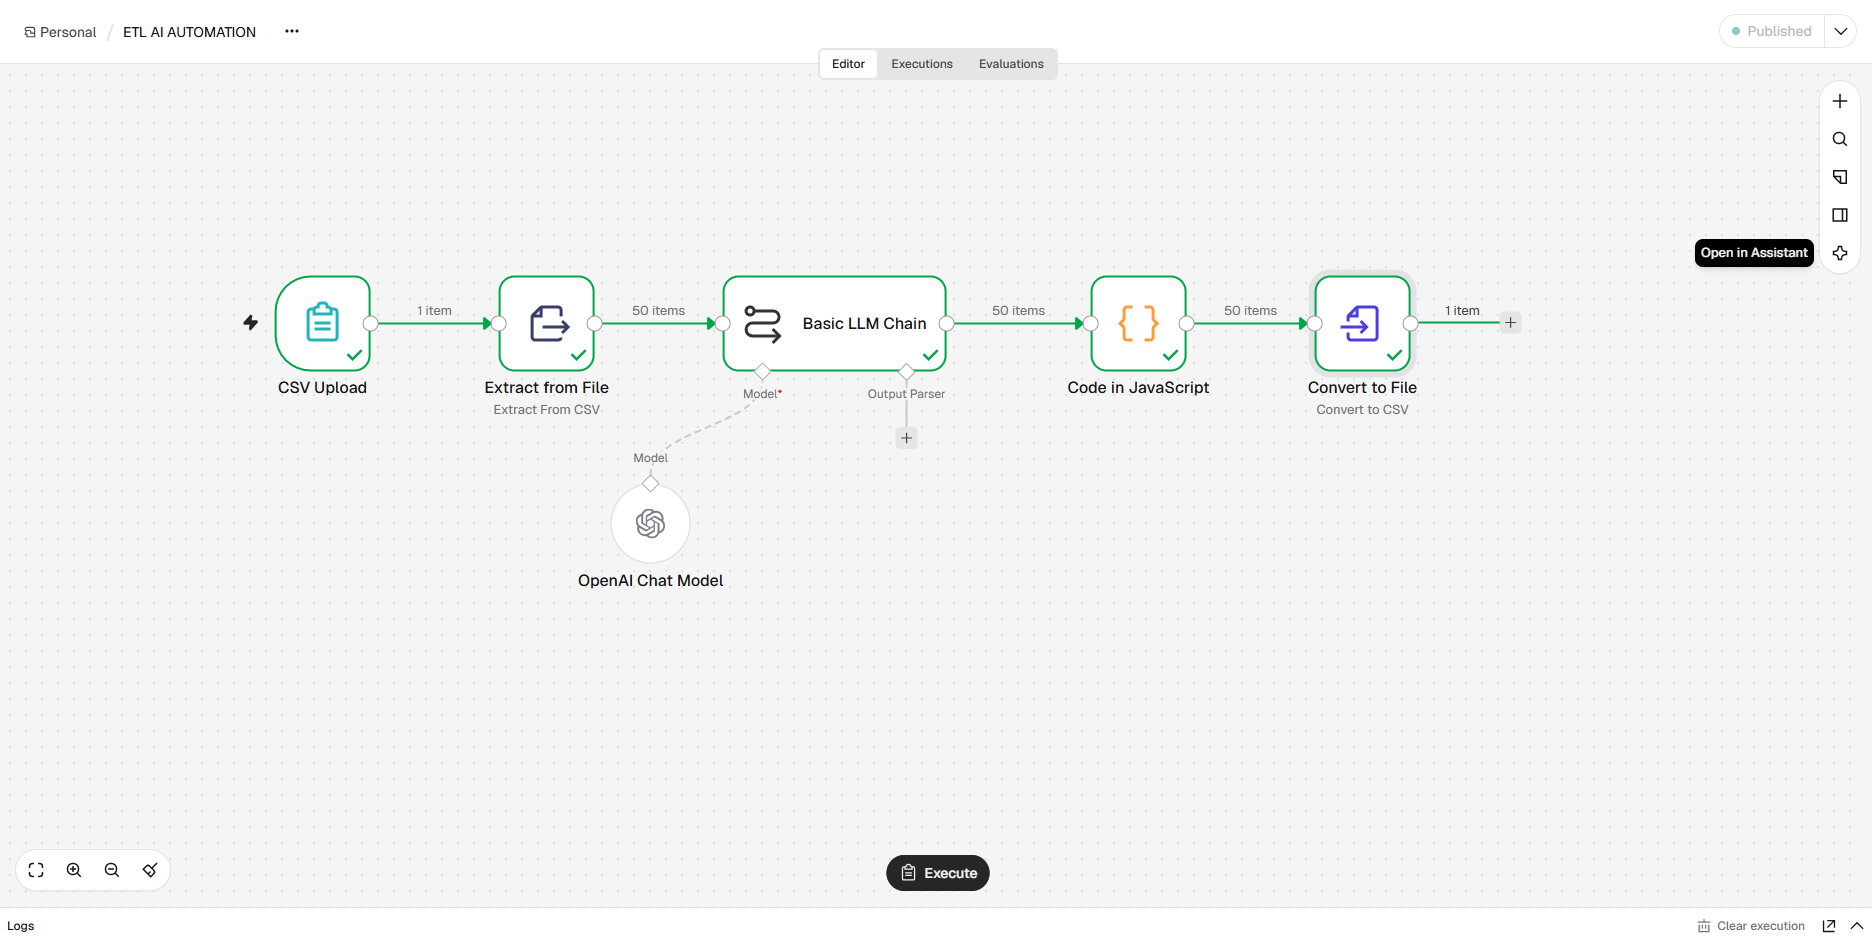 Personal / ETL AI AUTOMATION ...
Published
Editor Executions Evaluations
Open in Assistant
1 item
50 items
50 items
50 items
1 item
Basic LLM Chain
CSV Upload
Extract from File
Extract From CSV
Model*
Output Parser
Code in JavaScript
Convert to File
Convert to CSV
Model
OpenAI Chat Model
Execute
Logs
Clear execution